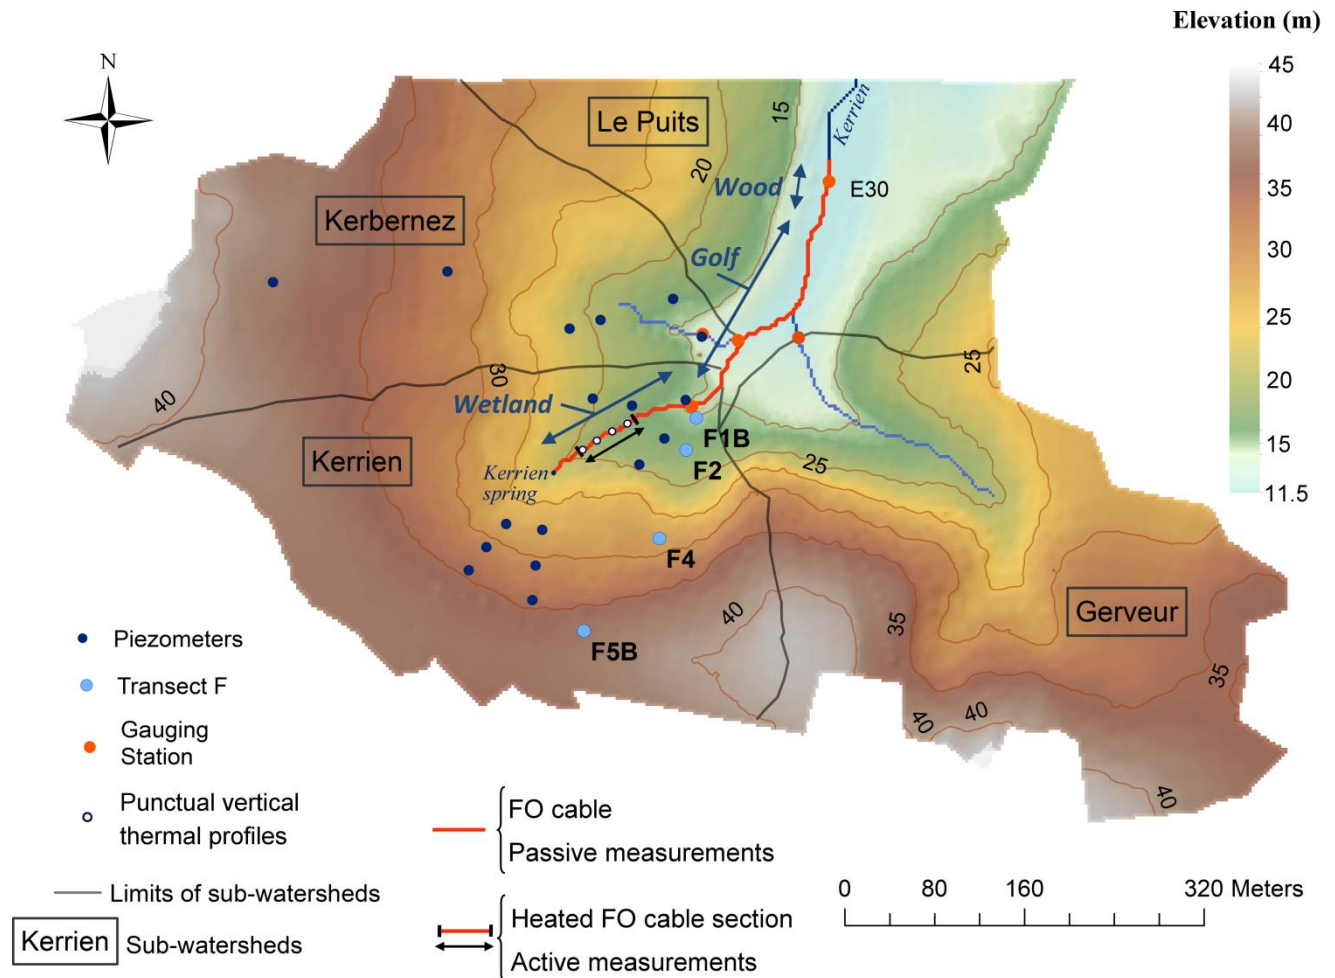 Elevation (m)
N
45
40
35
30
25
20
15
11.5
Le Puits
15
Kerrien
20
Wood
E30
Kerbernez
Golf
25
40
30
Wetland
Kerrien
F1B
Kerrien
spring
F2
25
F4
40
35
Gerveur
F5B
35
40
40
40
Piezometers
Transect F
Gauging
Station
Punctual vertical
thermal profiles
Limits of sub-watersheds
Kerrien
Sub-watersheds
FO cable
Passive measurements
Heated FO cable section
Active measurements
0 80 160 320 Meters